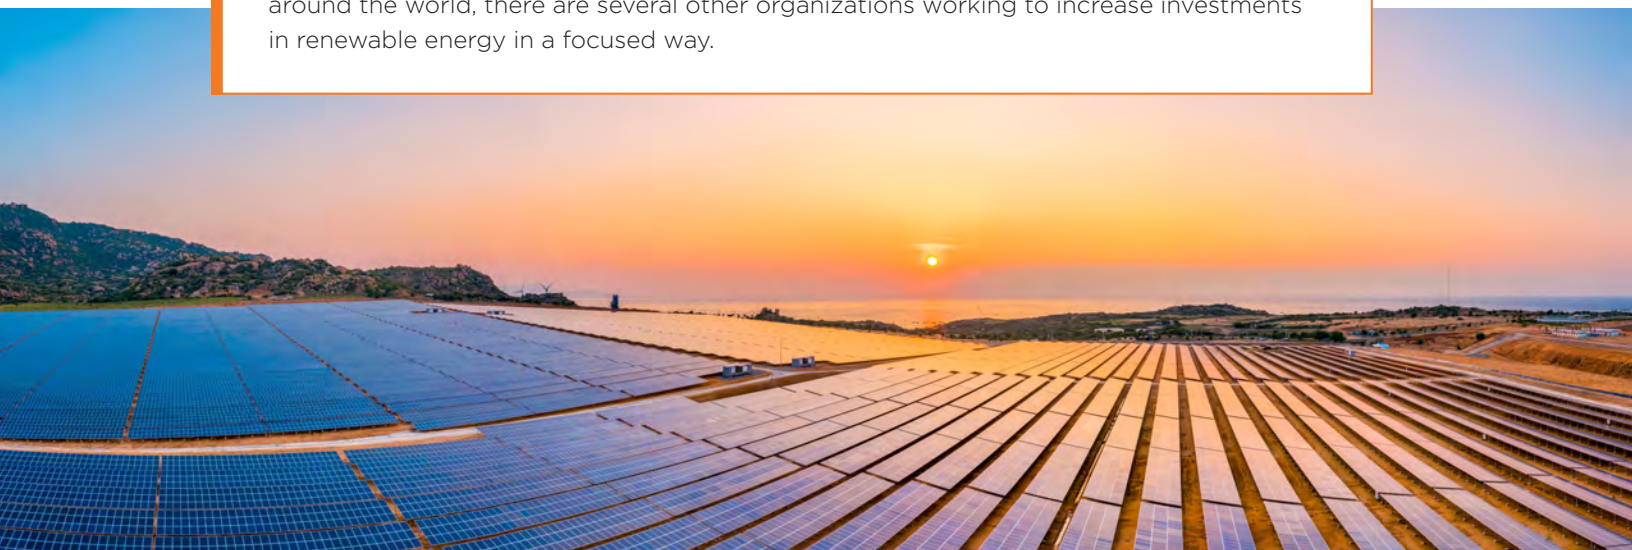 around the world, there are several other organizations working to increase investments
in renewable energy in a focused way.